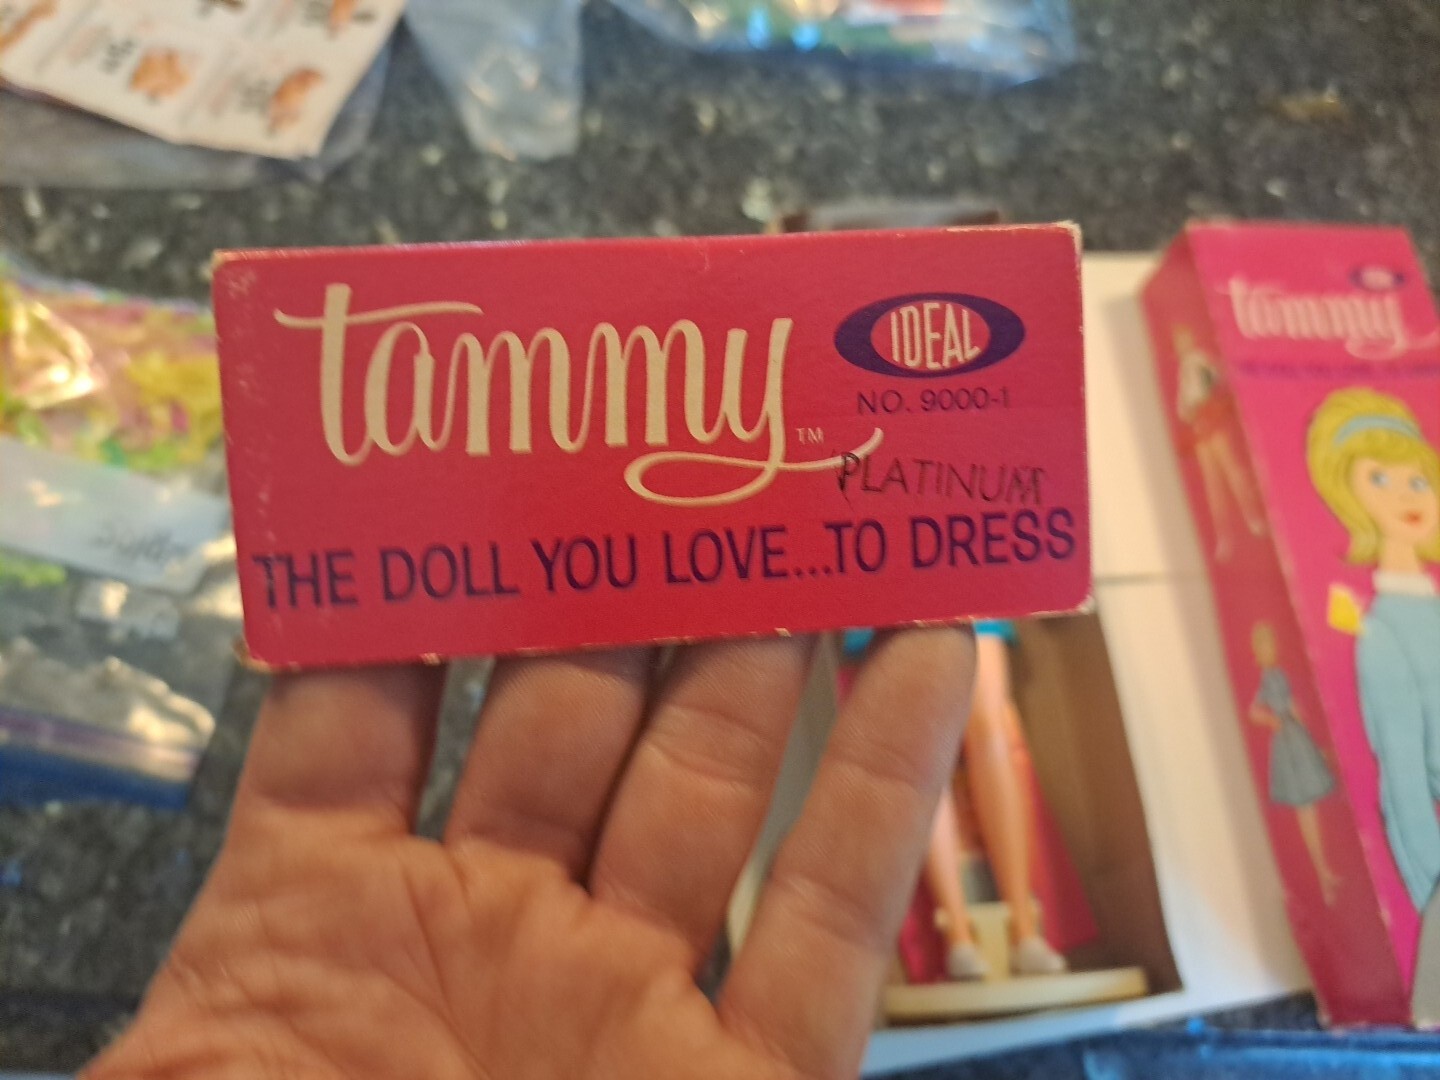 tammy TM
IDEAL
NO. 9000-1
PLATINUM
THE DOLL YOU LOVE...TO DRESS
tammy